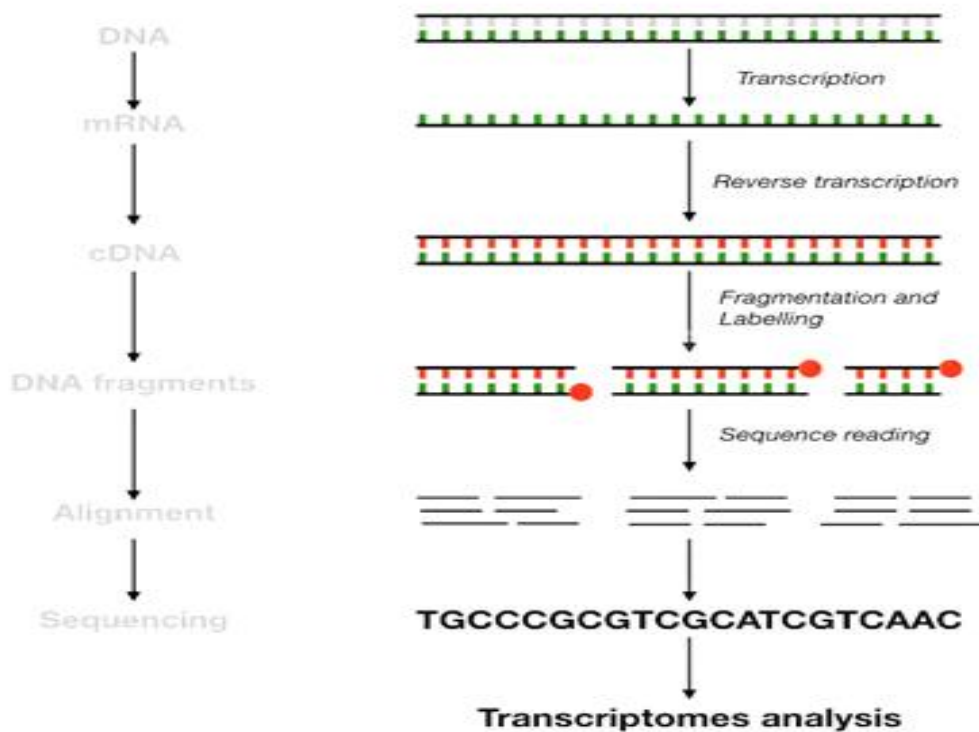 DNA
Transcription
mRNA
Reverse transcription
cDNA
Fragmentation and
Labelling
DNA fragments
Sequence reading
Alignment
Sequencing
TGCCCGCGTCGCATCGTCAAC
Transcriptomes analysis